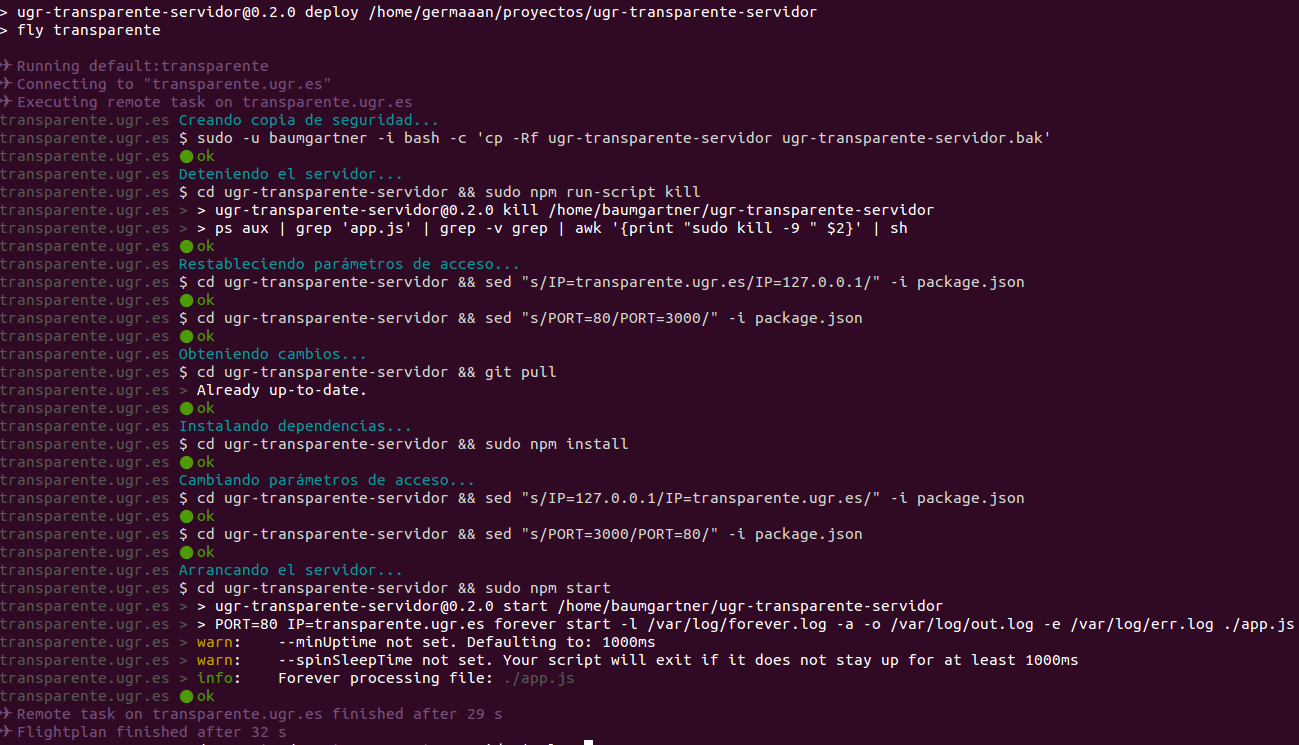 > ugr-transparente-servidor@0.2.0 deploy /home/germaaan/proyectos/ugr-transparente-servidor
> fly transparente
✈ Running default:transparente
✈ Connecting to "transparente.ugr.es"
✈ Executing remote task on transparente.ugr.es
transparente.ugr.es Creando copia de seguridad...
transparente.ugr.es $ sudo -u baumgartner -i bash -c 'cp -Rf ugr-transparente-servidor ugr-transparente-servidor.bak'
transparente.ugr.es ● ok
transparente.ugr.es Deteniendo el servidor...
transparente.ugr.es $ cd ugr-transparente-servidor && sudo npm run-script kill
transparente.ugr.es > > ugr-transparente-servidor@0.2.0 kill /home/baumgartner/ugr-transparente-servidor
transparente.ugr.es > > ps aux | grep 'app.js' | grep -v grep | awk '{print "sudo kill -9 " $2}' | sh
transparente.ugr.es ● ok
transparente.ugr.es Restableciendo parámetros de acceso...
transparente.ugr.es $ cd ugr-transparente-servidor && sed "s/IP=transparente.ugr.es/IP=127.0.0.1/" -i package.json
transparente.ugr.es ● ok
transparente.ugr.es $ cd ugr-transparente-servidor && sed "s/PORT=80/PORT=3000/" -i package.json
transparente.ugr.es ● ok
transparente.ugr.es Obteniendo cambios...
transparente.ugr.es $ cd ugr-transparente-servidor && git pull
transparente.ugr.es > Already up-to-date.
transparente.ugr.es ● ok
transparente.ugr.es Instalando dependencias...
transparente.ugr.es $ cd ugr-transparente-servidor && sudo npm install
transparente.ugr.es ● ok
transparente.ugr.es Cambiando parámetros de acceso...
transparente.ugr.es $ cd ugr-transparente-servidor && sed "s/IP=127.0.0.1/IP=transparente.ugr.es/" -i package.json
transparente.ugr.es ● ok
transparente.ugr.es $ cd ugr-transparente-servidor && sed "s/PORT=3000/PORT=80/" -i package.json
transparente.ugr.es ● ok
transparente.ugr.es Arrancando el servidor...
transparente.ugr.es $ cd ugr-transparente-servidor && sudo npm start
transparente.ugr.es > > ugr-transparente-servidor@0.2.0 start /home/baumgartner/ugr-transparente-servidor
transparente.ugr.es > > PORT=80 IP=transparente.ugr.es forever start -l /var/log/forever.log -a -o /var/log/out.log -e /var/log/err.log ./app.js
transparente.ugr.es > warn: --minUptime not set. Defaulting to: 1000ms
transparente.ugr.es > warn: --spinSleepTime not set. Your script will exit if it does not stay up for at least 1000ms
transparente.ugr.es > info: Forever processing file: ./app.js
transparente.ugr.es ● ok
✈ Remote task on transparente.ugr.es finished after 29 s
✈ Flightplan finished after 32 s